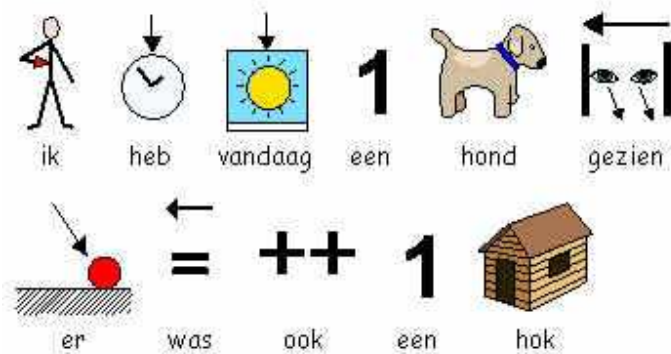 ik heb vandaag een hond gezien
er was ook een hok